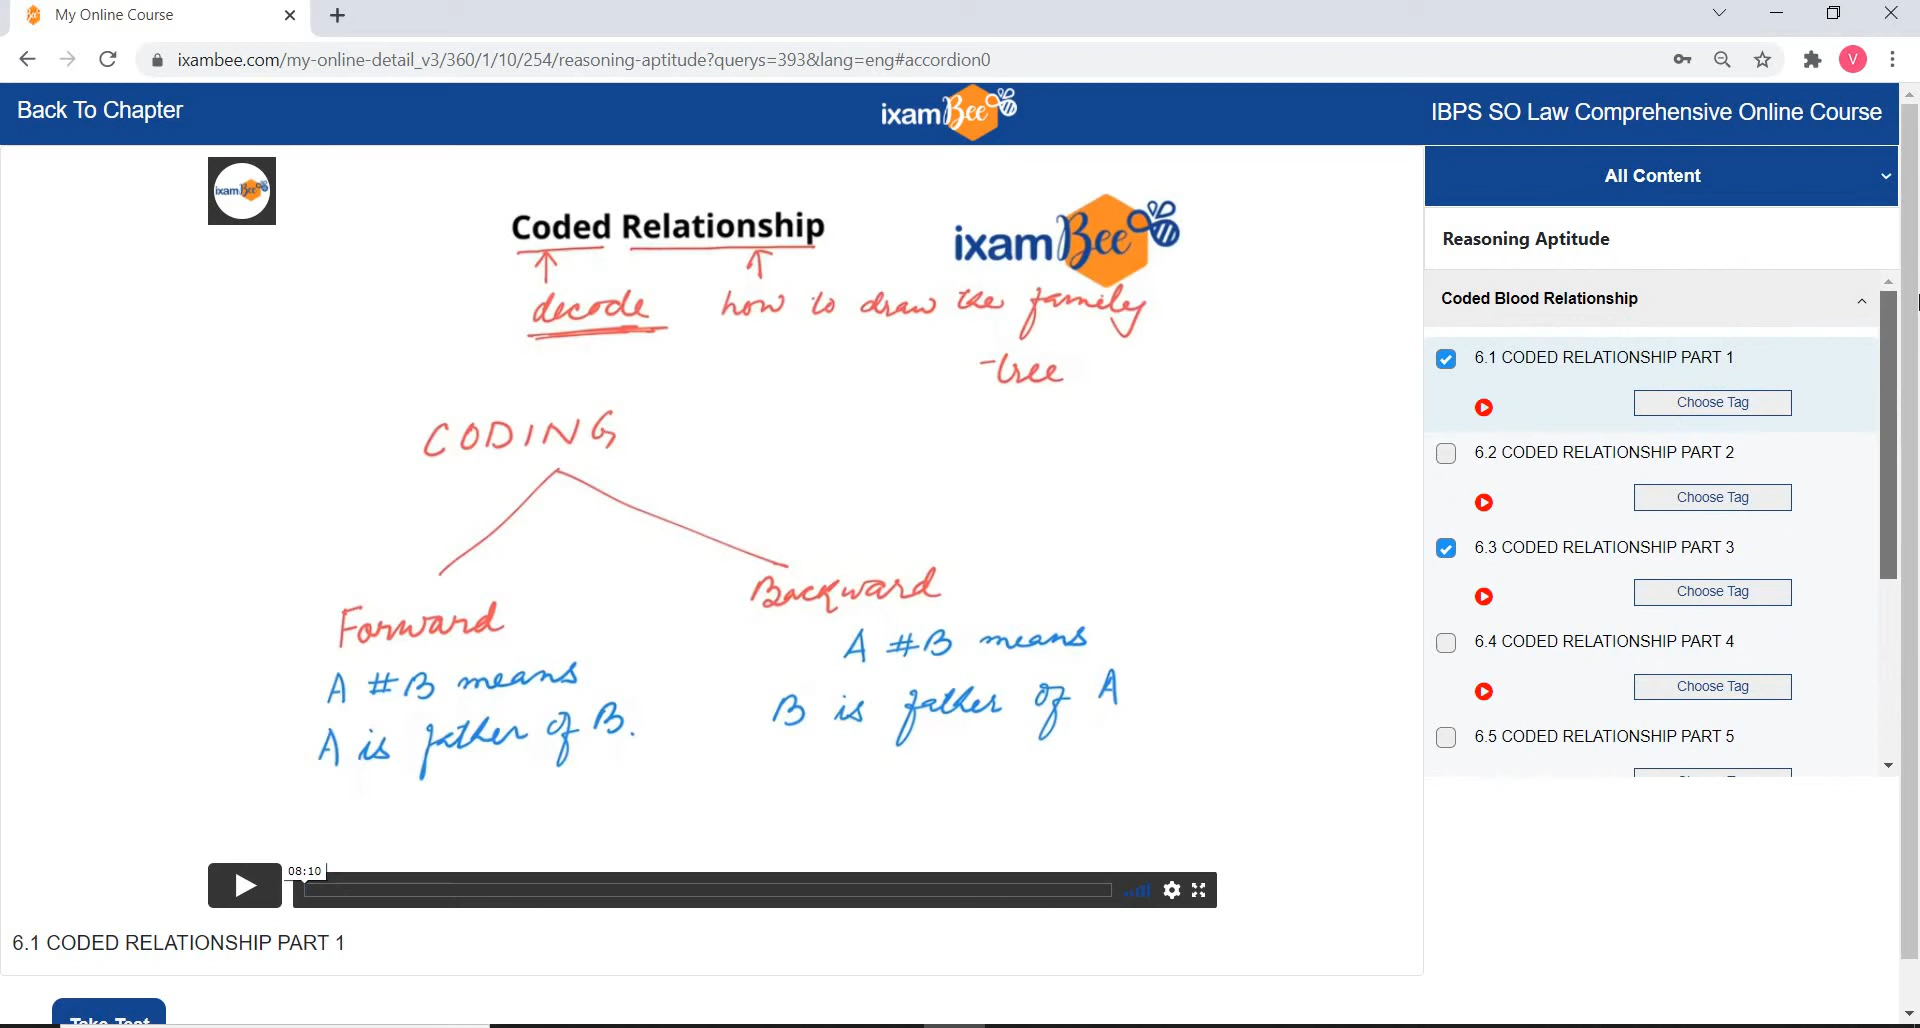 My Online Course
ixambee.com/my-online-detail_v3/360/1/10/254/reasoning-aptitude?querys=393&lang=eng#accordion0
V
Back To Chapter
ixamBee
IBPS SO Law Comprehensive Online Course
All Content
Reasoning Aptitude
Coded Blood Relationship
6.1 CODED RELATIONSHIP PART 1
Choose Tag
6.2 CODED RELATIONSHIP PART 2
Choose Tag
6.3 CODED RELATIONSHIP PART 3
Choose Tag
6.4 CODED RELATIONSHIP PART 4
Choose Tag
6.5 CODED RELATIONSHIP PART 5
ixamBee
Coded Relationship
ixamBee
decode
how to draw the family
-tree
CODING
Forward
A #B means
A is father of B.
Backward
A #B means
B is father of A
08:10
6.1 CODED RELATIONSHIP PART 1
Take Test